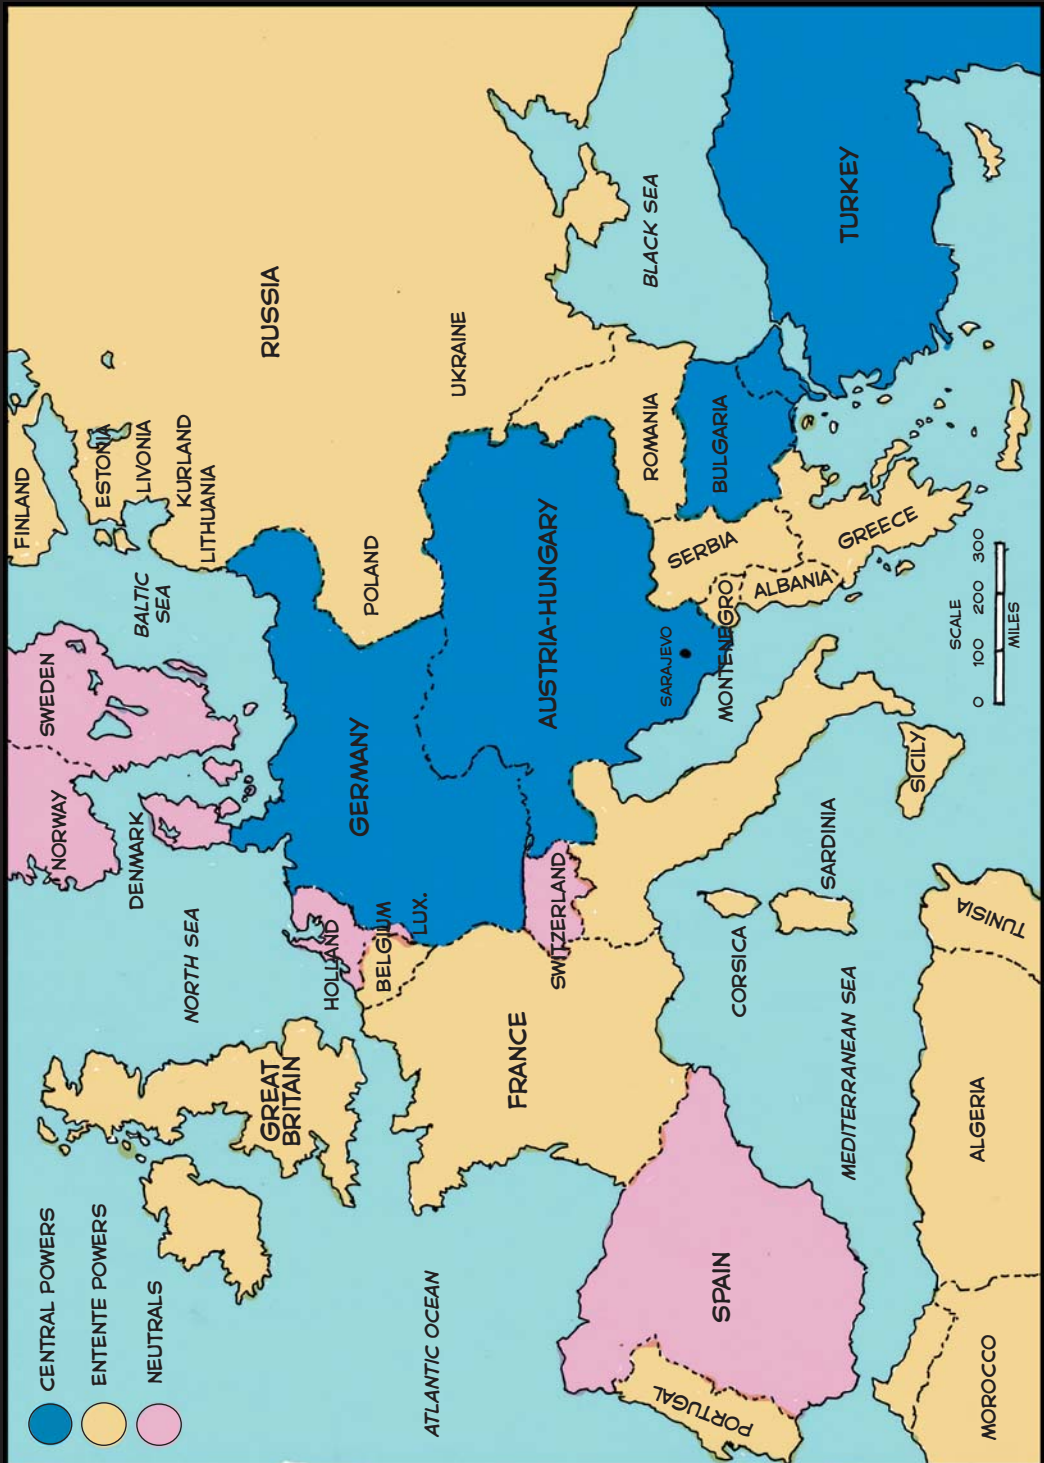 CENTRAL POWERS
ENTENTE POWERS
NEUTRALS
NORWAY
SWEDEN
FINLAND
DENMARK
BALTIC
SEA
ESTONIA
LIVONIA
KURLAND
LITHUANIA
RUSSIA
NORTH SEA
GREAT
BRITAIN
HOLLAND
BELGIUM
LUX.
GERMANY
POLAND
UKRAINE
ATLANTIC OCEAN
FRANCE
SWITZERLAND
AUSTRIA-HUNGARY
SARAJEVO
ROMANIA
BLACK SEA
SERBIA
BULGARIA
MONTENEGRO
ALBANIA
GREECE
TURKEY
PORTUGAL
SPAIN
CORSICA
SARDINIA
SICILY
MEDITERRANEAN SEA
MOROCCO
ALGERIA
TUNISIA
SCALE
0 100 200 300
MILES